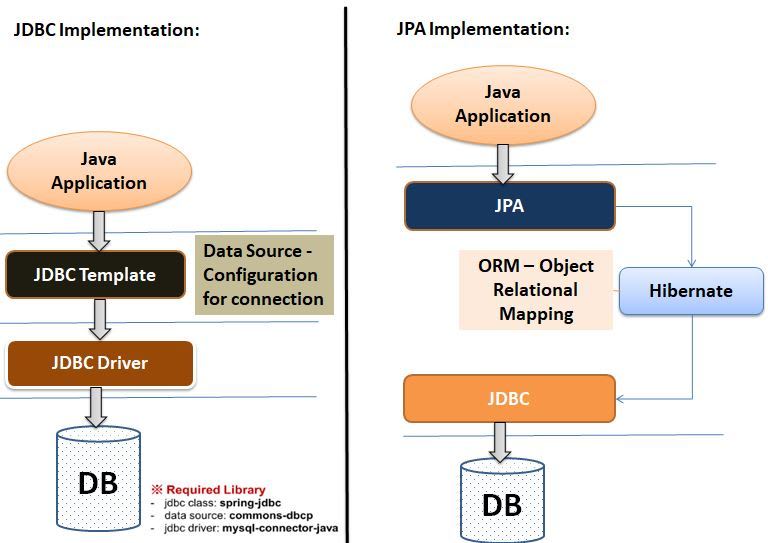 JDBC Implementation:
Java
Application
JDBC Template
Data Source -
Configuration
for connection
JDBC Driver
DB
※ Required Library
- jdbc class: spring-jdbc
- data source: commons-dbcp
- jdbc driver: mysql-connector-java
JPA Implementation:
Java
Application
JPA
ORM – Object
Relational
Mapping
Hibernate
JDBC
DB